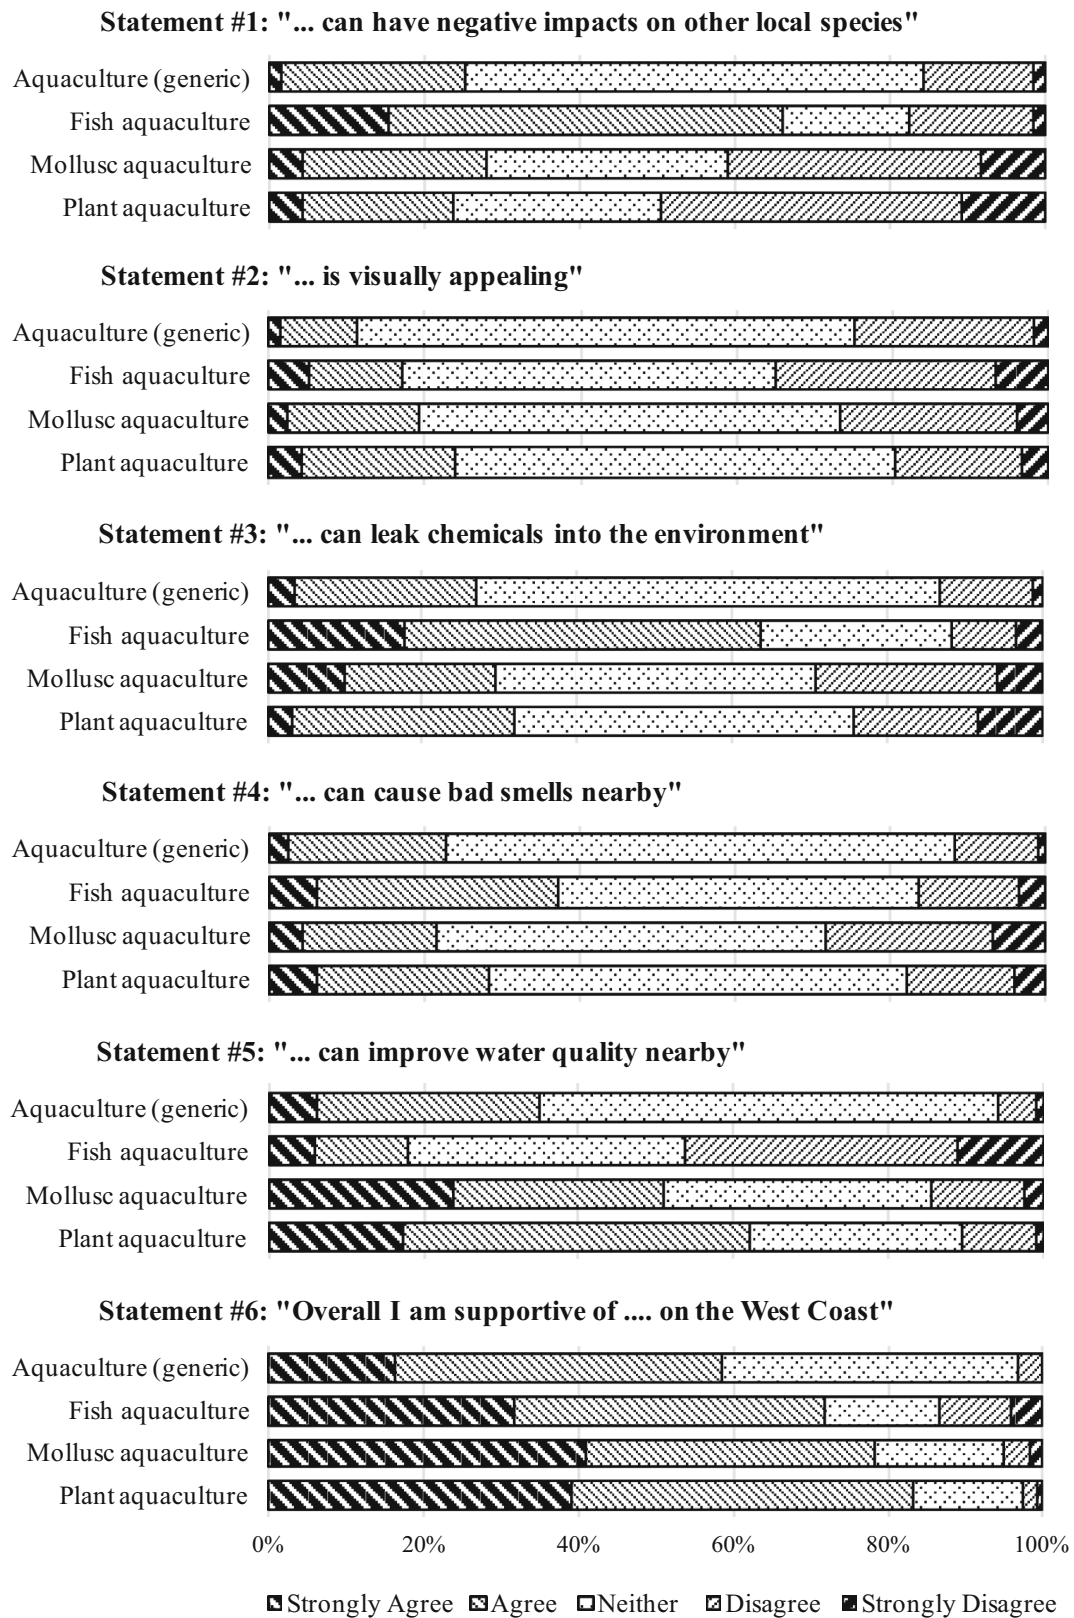 Statement #1: "... can have negative impacts on other local species"
Aquaculture (generic)
Fish aquaculture
Mollusc aquaculture
Plant aquaculture
Statement #2: "... is visually appealing"
Aquaculture (generic)
Fish aquaculture
Mollusc aquaculture
Plant aquaculture
Statement #3: "... can leak chemicals into the environment"
Aquaculture (generic)
Fish aquaculture
Mollusc aquaculture
Plant aquaculture
Statement #4: "... can cause bad smells nearby"
Aquaculture (generic)
Fish aquaculture
Mollusc aquaculture
Plant aquaculture
Statement #5: "... can improve water quality nearby"
Aquaculture (generic)
Fish aquaculture
Mollusc aquaculture
Plant aquaculture
Statement #6: "Overall I am supportive of .... on the West Coast"
Aquaculture (generic)
Fish aquaculture
Mollusc aquaculture
Plant aquaculture
0% 20% 40% 60% 80% 100%
Strongly Agree Agree Neither Disagree Strongly Disagree